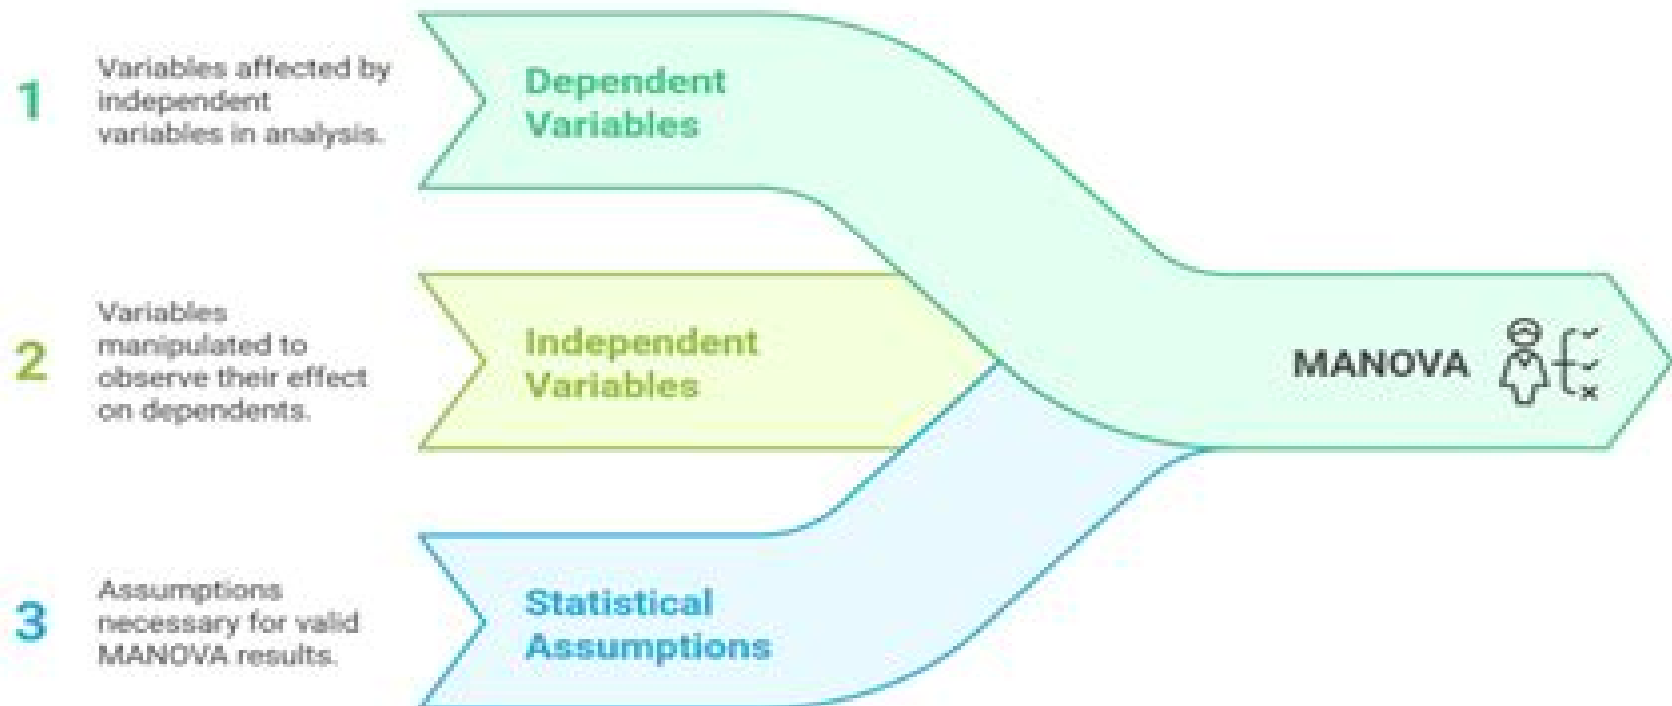 1
Variables affected by
independent
variables in analysis.
Dependent
Variables
2
Variables
manipulated to
observe their effect
on dependents.
Independent
Variables
MANOVA
3
Assumptions
necessary for valid
MANOVA results.
Statistical
Assumptions